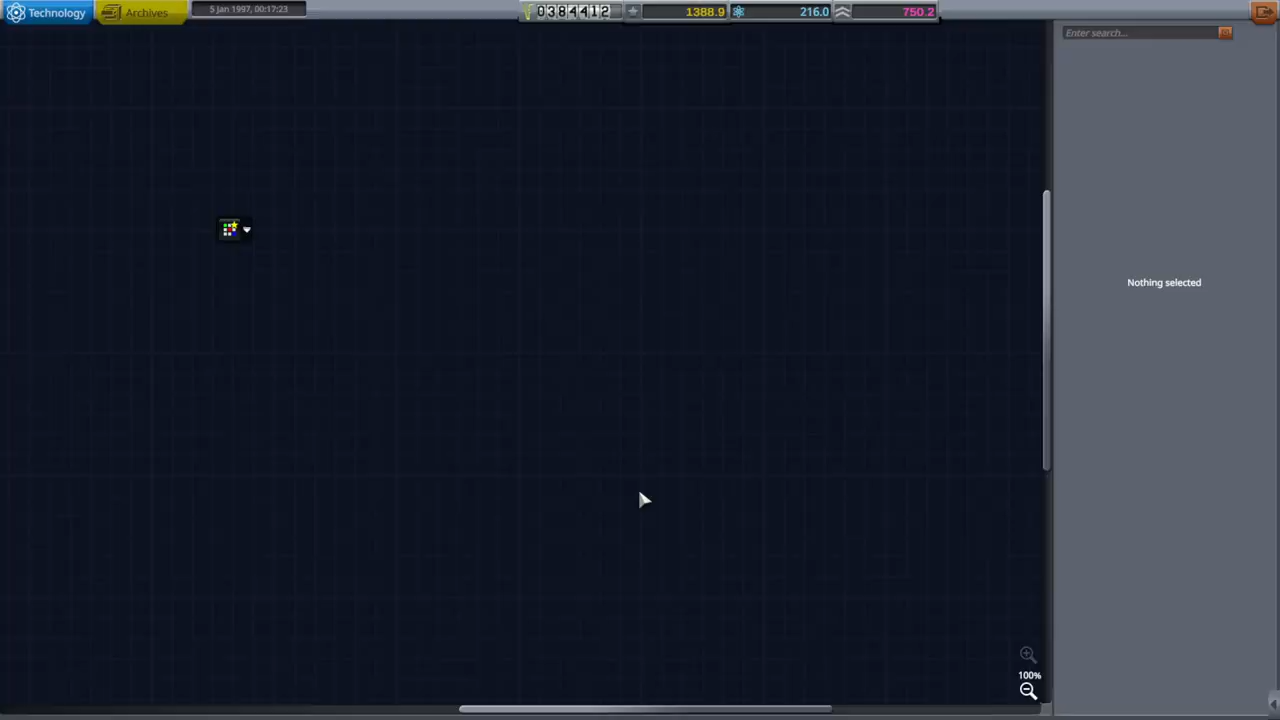 Technology Archives 5 Jan 1997, 00:17:23 0384412 1388.9 216.0 750.2
Enter search...
Nothing selected
100%